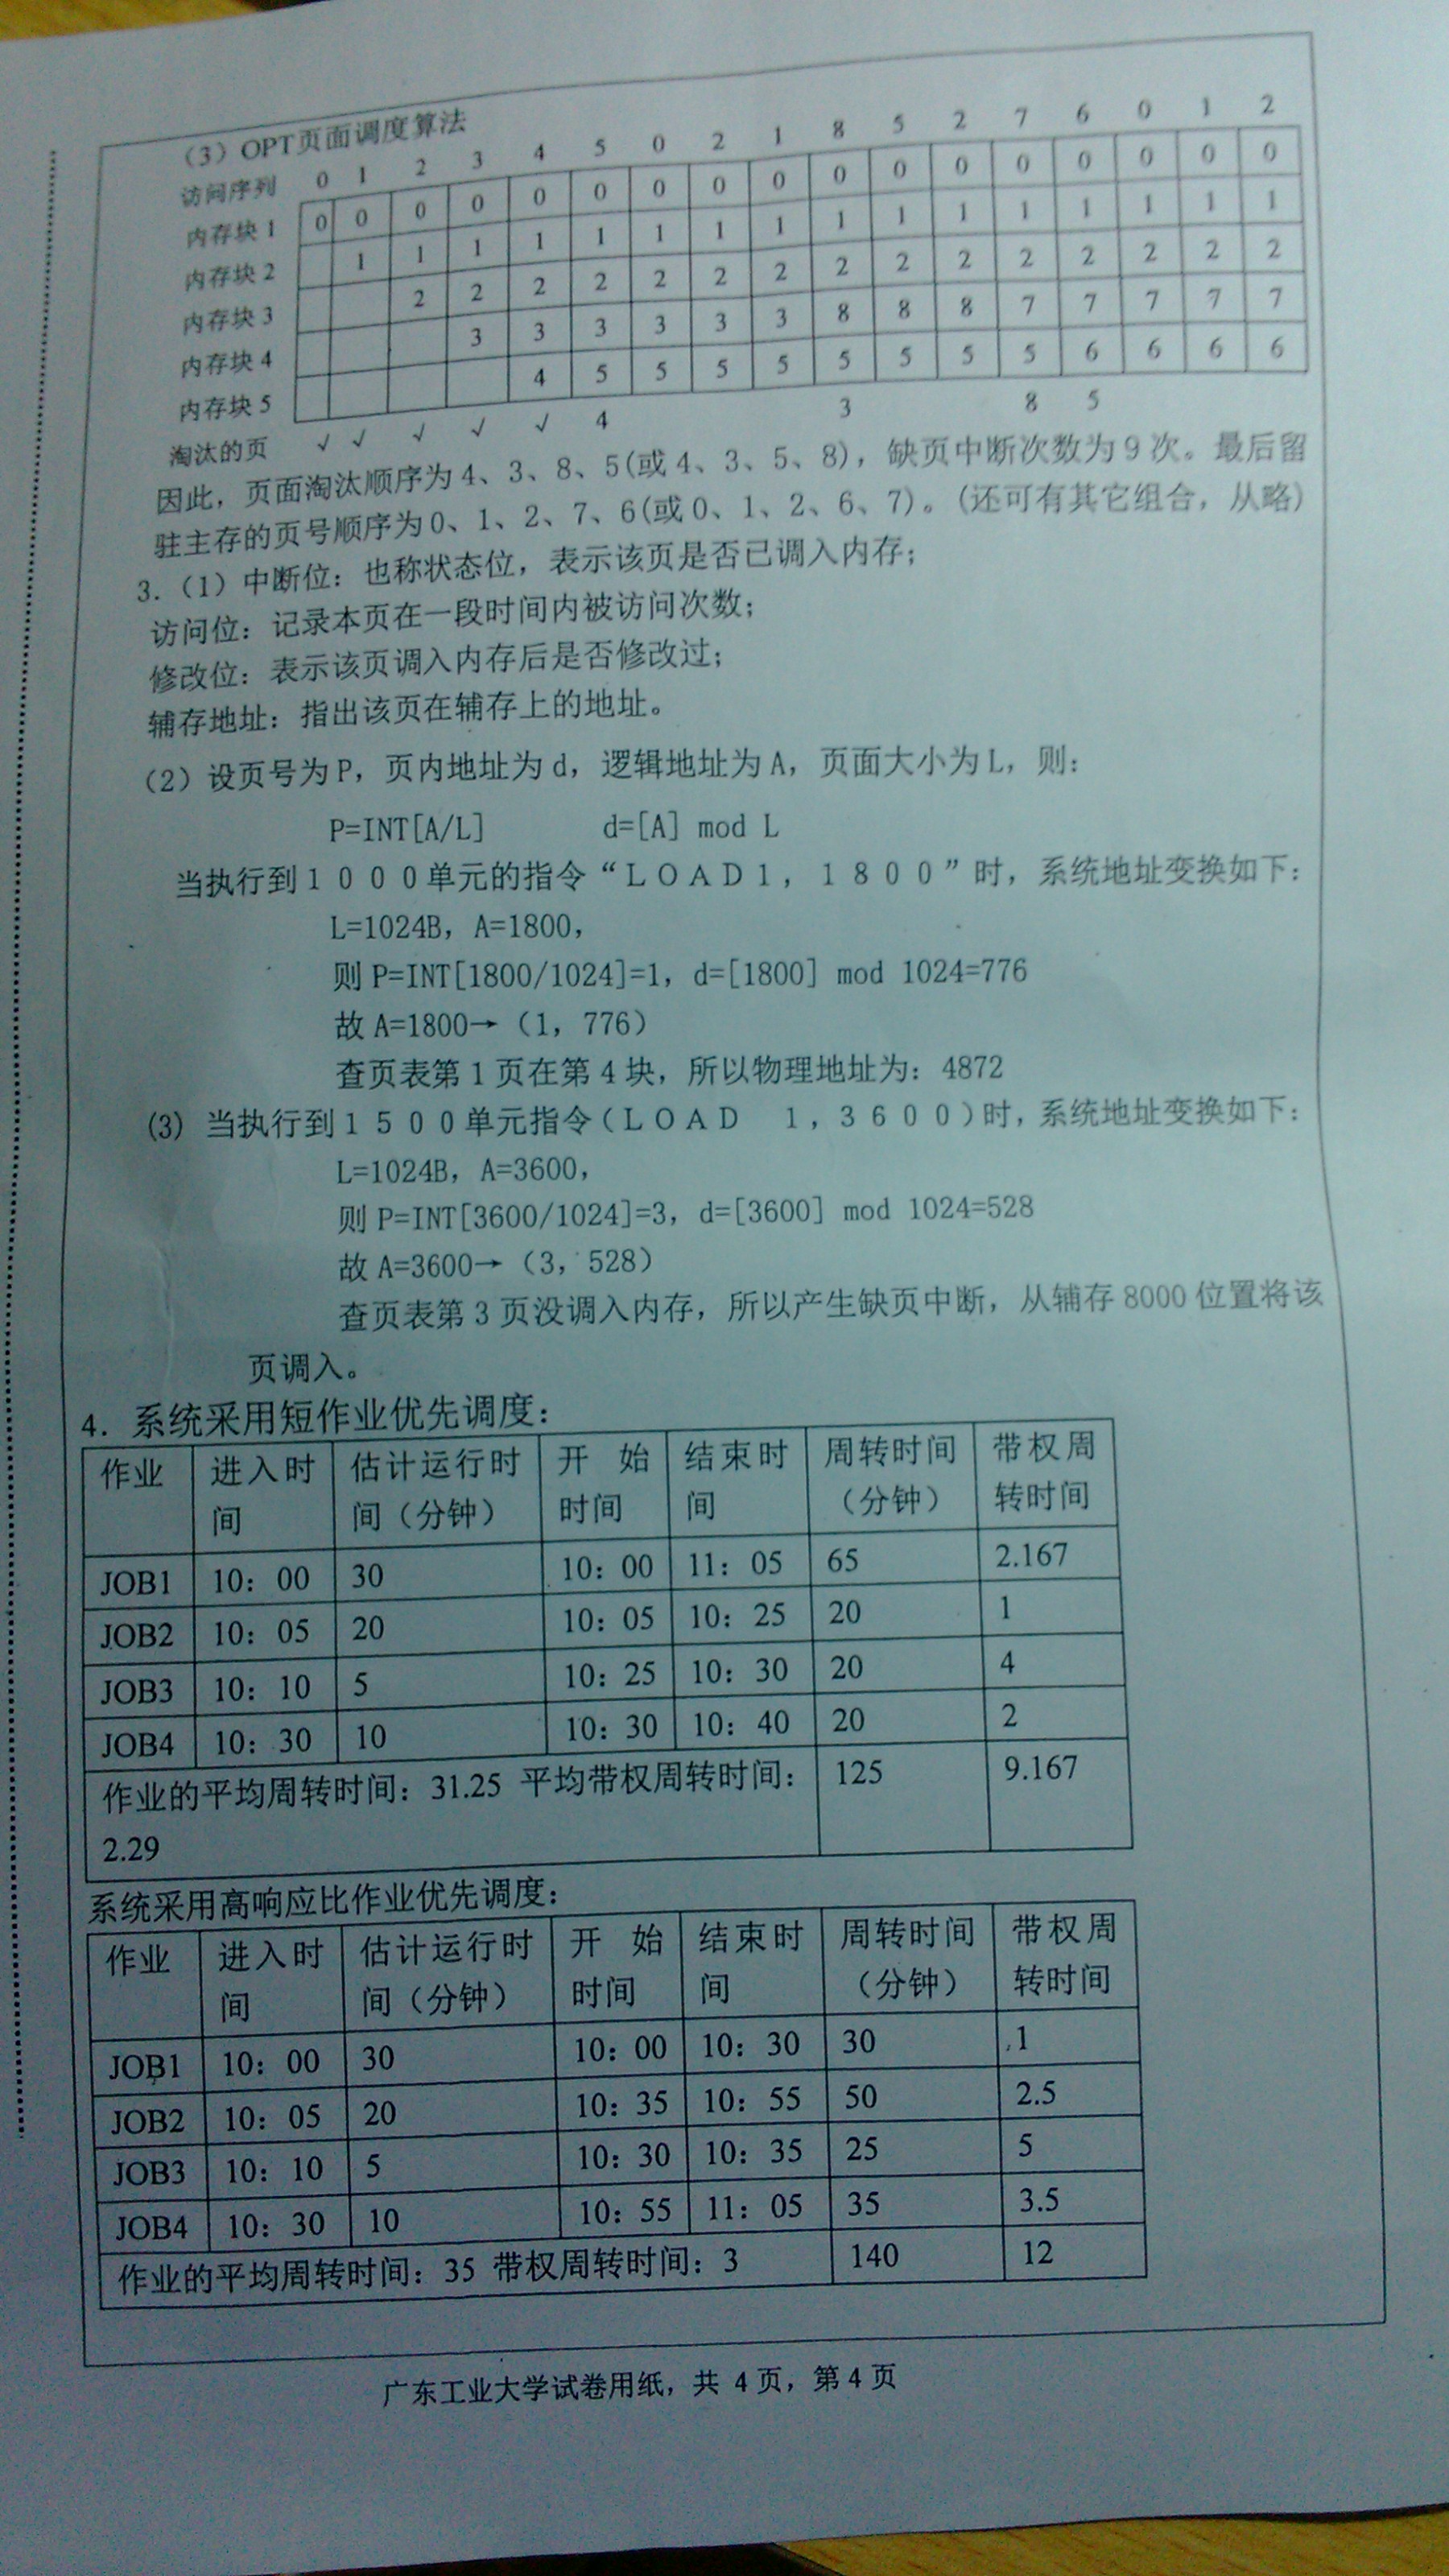 （3）OPT页面调度算法
访问序列 0 1 2 3 4 5 0 2 1 8 5 2 7 6 0 1 2
内存块1 0 0 0 0 0 0 0 0 0 0 0 0 0 0 0 0 0
内存块2 1 1 1 1 1 1 1 1 1 1 1 1 1 1 1 1
内存块3 2 2 2 2 2 2 2 2 2 2 2 2 2 2 2
内存块4 3 3 3 3 3 3 8 8 8 7 7 7 7 7
内存块5 4 5 5 5 5 5 5 5 5 6 6 6 6
淘汰的页 √ √ √ √ √ 4 3 8 5
因此，页面淘汰顺序为4、3、8、5(或4、3、5、8)，缺页中断次数为9次。最后留
驻主存的页号顺序为0、1、2、7、6(或0、1、2、6、7)。(还可有其它组合，从略)
3.（1）中断位：也称状态位，表示该页是否已调入内存；
访问位：记录本页在一段时间内被访问次数；
修改位：表示该页调入内存后是否修改过；
辅存地址：指出该页在辅存上的地址。
（2）设页号为P，页内地址为d，逻辑地址为A，页面大小为L，则：
P=INT[A/L] d=[A] mod L
当执行到１０００单元的指令“ＬＯＡＤ1，１８００”时，系统地址变换如下：
L=1024B，A=1800，
则 P=INT[1800/1024]=1，d=[1800] mod 1024=776
故 A=1800→（1，776）
查页表第１页在第４块，所以物理地址为：4872
(3) 当执行到１５００单元指令(ＬＯＡＤ 1，３６００)时，系统地址变换如下：
L=1024B，A=3600，
则 P=INT[3600/1024]=3，d=[3600] mod 1024=528
故 A=3600→（3，528）
查页表第３页没调入内存，所以产生缺页中断，从辅存8000位置将该
页调入。
4．系统采用短作业优先调度：
作业 进入时 估计运行时 开 始 结束时 周转时间 带权周
间 间（分钟） 时间 间 （分钟） 转时间
JOB1 10：00 30 10：00 11：05 65 2.167
JOB2 10：05 20 10：05 10：25 20 1
JOB3 10：10 5 10：25 10：30 20 4
JOB4 10：30 10 10：30 10：40 20 2
作业的平均周转时间：31.25 平均带权周转时间： 125 9.167
2.29
系统采用高响应比作业优先调度：
作业 进入时 估计运行时 开 始 结束时 周转时间 带权周
间 间（分钟） 时间 间 （分钟） 转时间
JOB1 10：00 30 10：00 10：30 30 1
JOB2 10：05 20 10：35 10：55 50 2.5
JOB3 10：10 5 10：30 10：35 25 5
JOB4 10：30 10 10：55 11：05 35 3.5
作业的平均周转时间：35 带权周转时间：3 140 12
广东工业大学试卷用纸，共 4 页，第 4 页